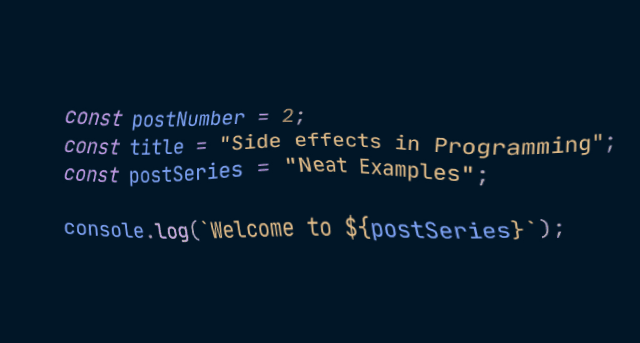 const postNumber = 2;
const title = "Side effects in Programming";
const postSeries = "Neat Examples";
console.log(`Welcome to ${postSeries}`);